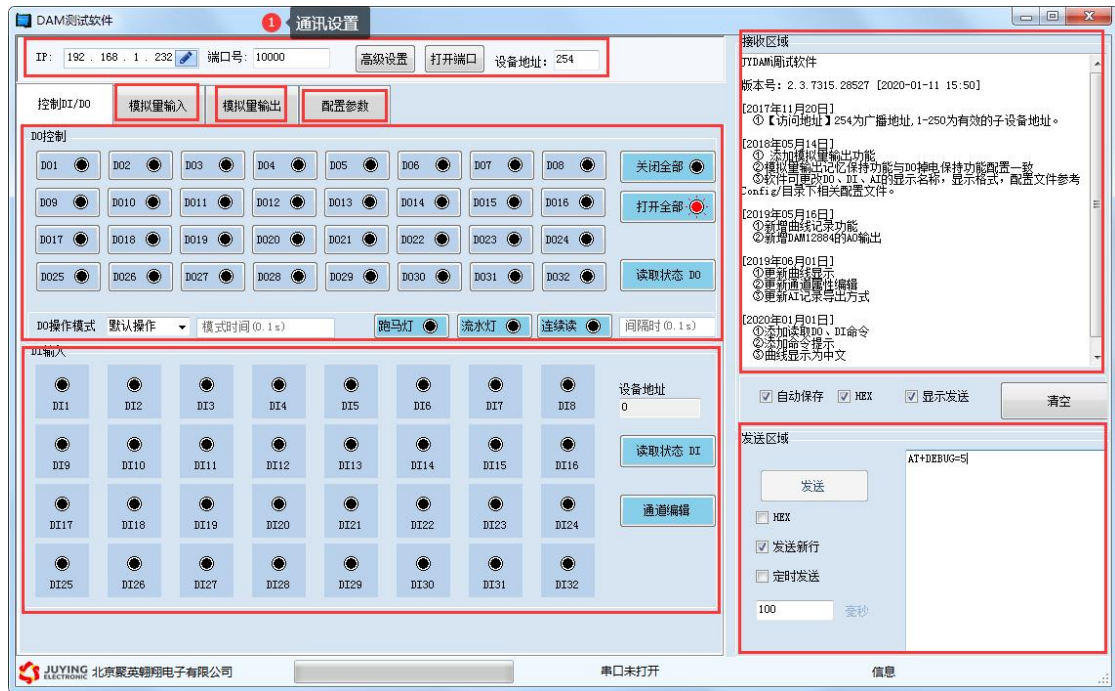 DAM测试软件
1 通讯设置
IP: 192 . 168 . 1 . 232 端口号: 10000 高级设置 打开端口 设备地址: 254
控制DI/DO 模拟量输入 模拟量输出 配置参数
DO控制
DO1 DO2 DO3 DO4 DO5 DO6 DO7 DO8 关闭全部
DO9 DO10 DO11 DO12 DO13 DO14 DO15 DO16 打开全部
DO17 DO18 DO19 DO20 DO21 DO22 DO23 DO24
DO25 DO26 DO27 DO28 DO29 DO30 DO31 DO32 读取状态 DO
DO操作模式 默认操作 模式时间(0.1s) 跑马灯 流水灯 连续读 间隔时(0.1s)
DI输入
DI1 DI2 DI3 DI4 DI5 DI6 DI7 DI8
设备地址
0
DI9 DI10 DI11 DI12 DI13 DI14 DI15 DI16
读取状态 DI
DI17 DI18 DI19 DI20 DI21 DI22 DI23 DI24
通道编辑
DI25 DI26 DI27 DI28 DI29 DI30 DI31 DI32
接收区域
JYDAM调试软件
版本号: 2.3.7315.28527 [2020-01-11 15:50]
[2017年11月20日]
①【访问地址】254为广播地址,1-250为有效的子设备地址。
[2018年05月14日]
① 添加模拟量输出功能
②模拟量输出记忆保持功能与DO掉电保持功能配置一致
③软件可更改DO、DI、AI的显示名称，显示格式，配置文件参考
Config/目录下相关配置文件。
[2019年05月16日]
①新增曲线记录功能
②新增DAM12884的AO输出
[2019年06月01日]
①更新曲线显示
②更新通道属性编辑
③更新AI记录导出方式
[2020年01月01日]
①添加读取DO、DI命令
②添加命令提示
③曲线显示为中文
自动保存 HEX 显示发送 清空
发送区域
AT+DEBUG=5
发送
HEX
发送新行
定时发送
100 毫秒
JUYING ELECTRONIC 北京聚英翱翔电子有限公司 串口未打开 信息